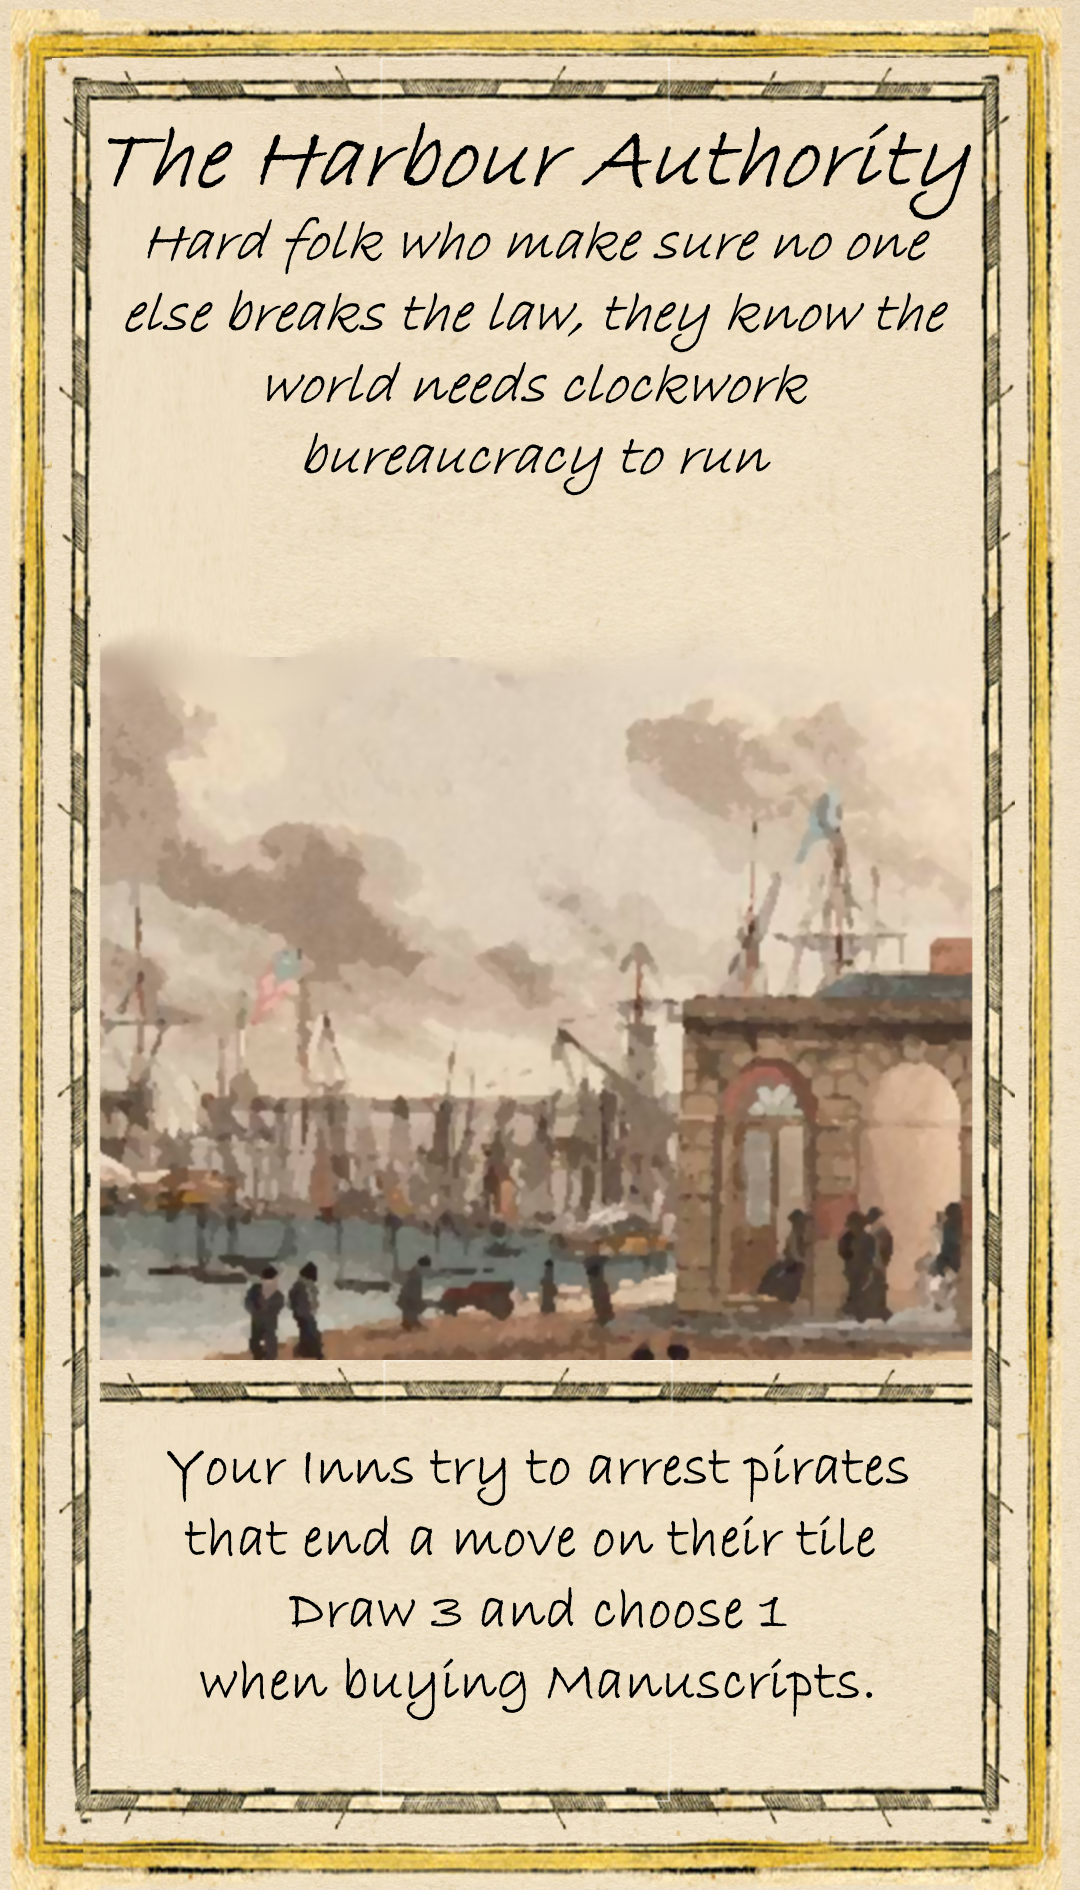 The Harbour Authority
Hard folk who make sure no one
else breaks the law, they know the
world needs clockwork
bureaucracy to run
Your Inns try to arrest pirates
that end a move on their tile
Draw 3 and choose 1
when buying Manuscripts.